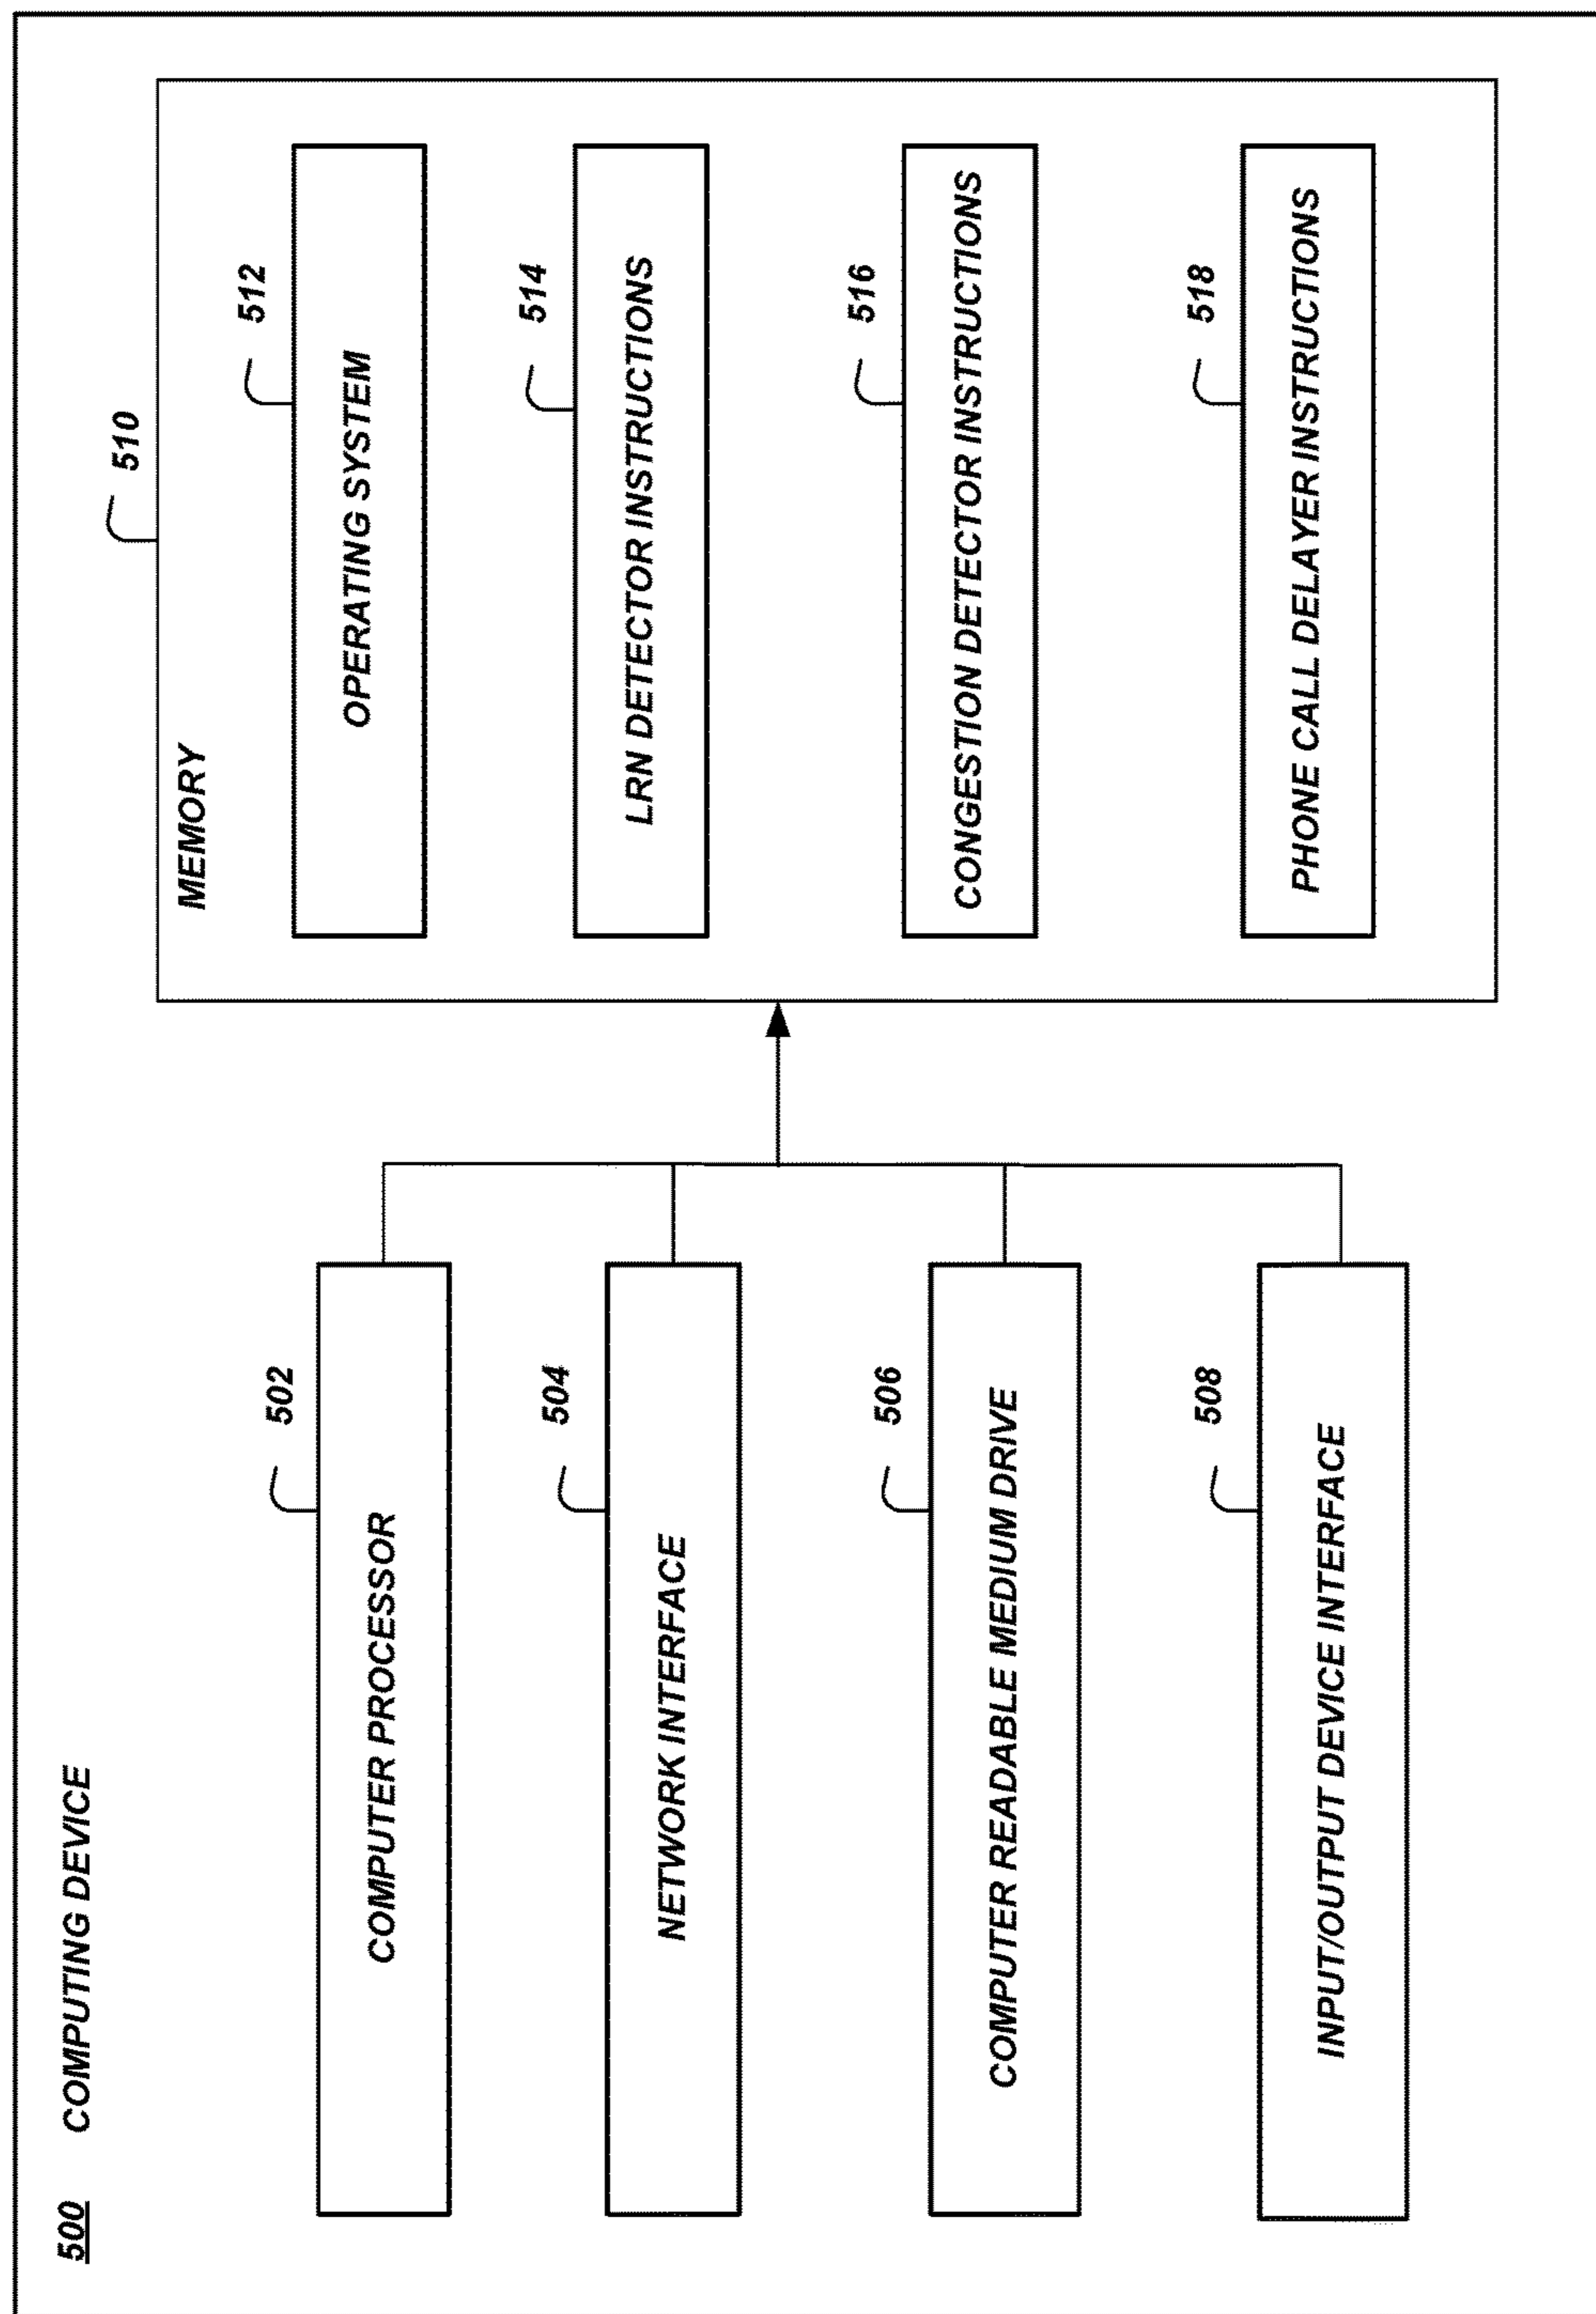 500 COMPUTING DEVICE
502
COMPUTER PROCESSOR
504
NETWORK INTERFACE
506
COMPUTER READABLE MEDIUM DRIVE
508
INPUT/OUTPUT DEVICE INTERFACE
510
MEMORY
512
OPERATING SYSTEM
514
LRN DETECTOR INSTRUCTIONS
516
CONGESTION DETECTOR INSTRUCTIONS
518
PHONE CALL DELAYER INSTRUCTIONS